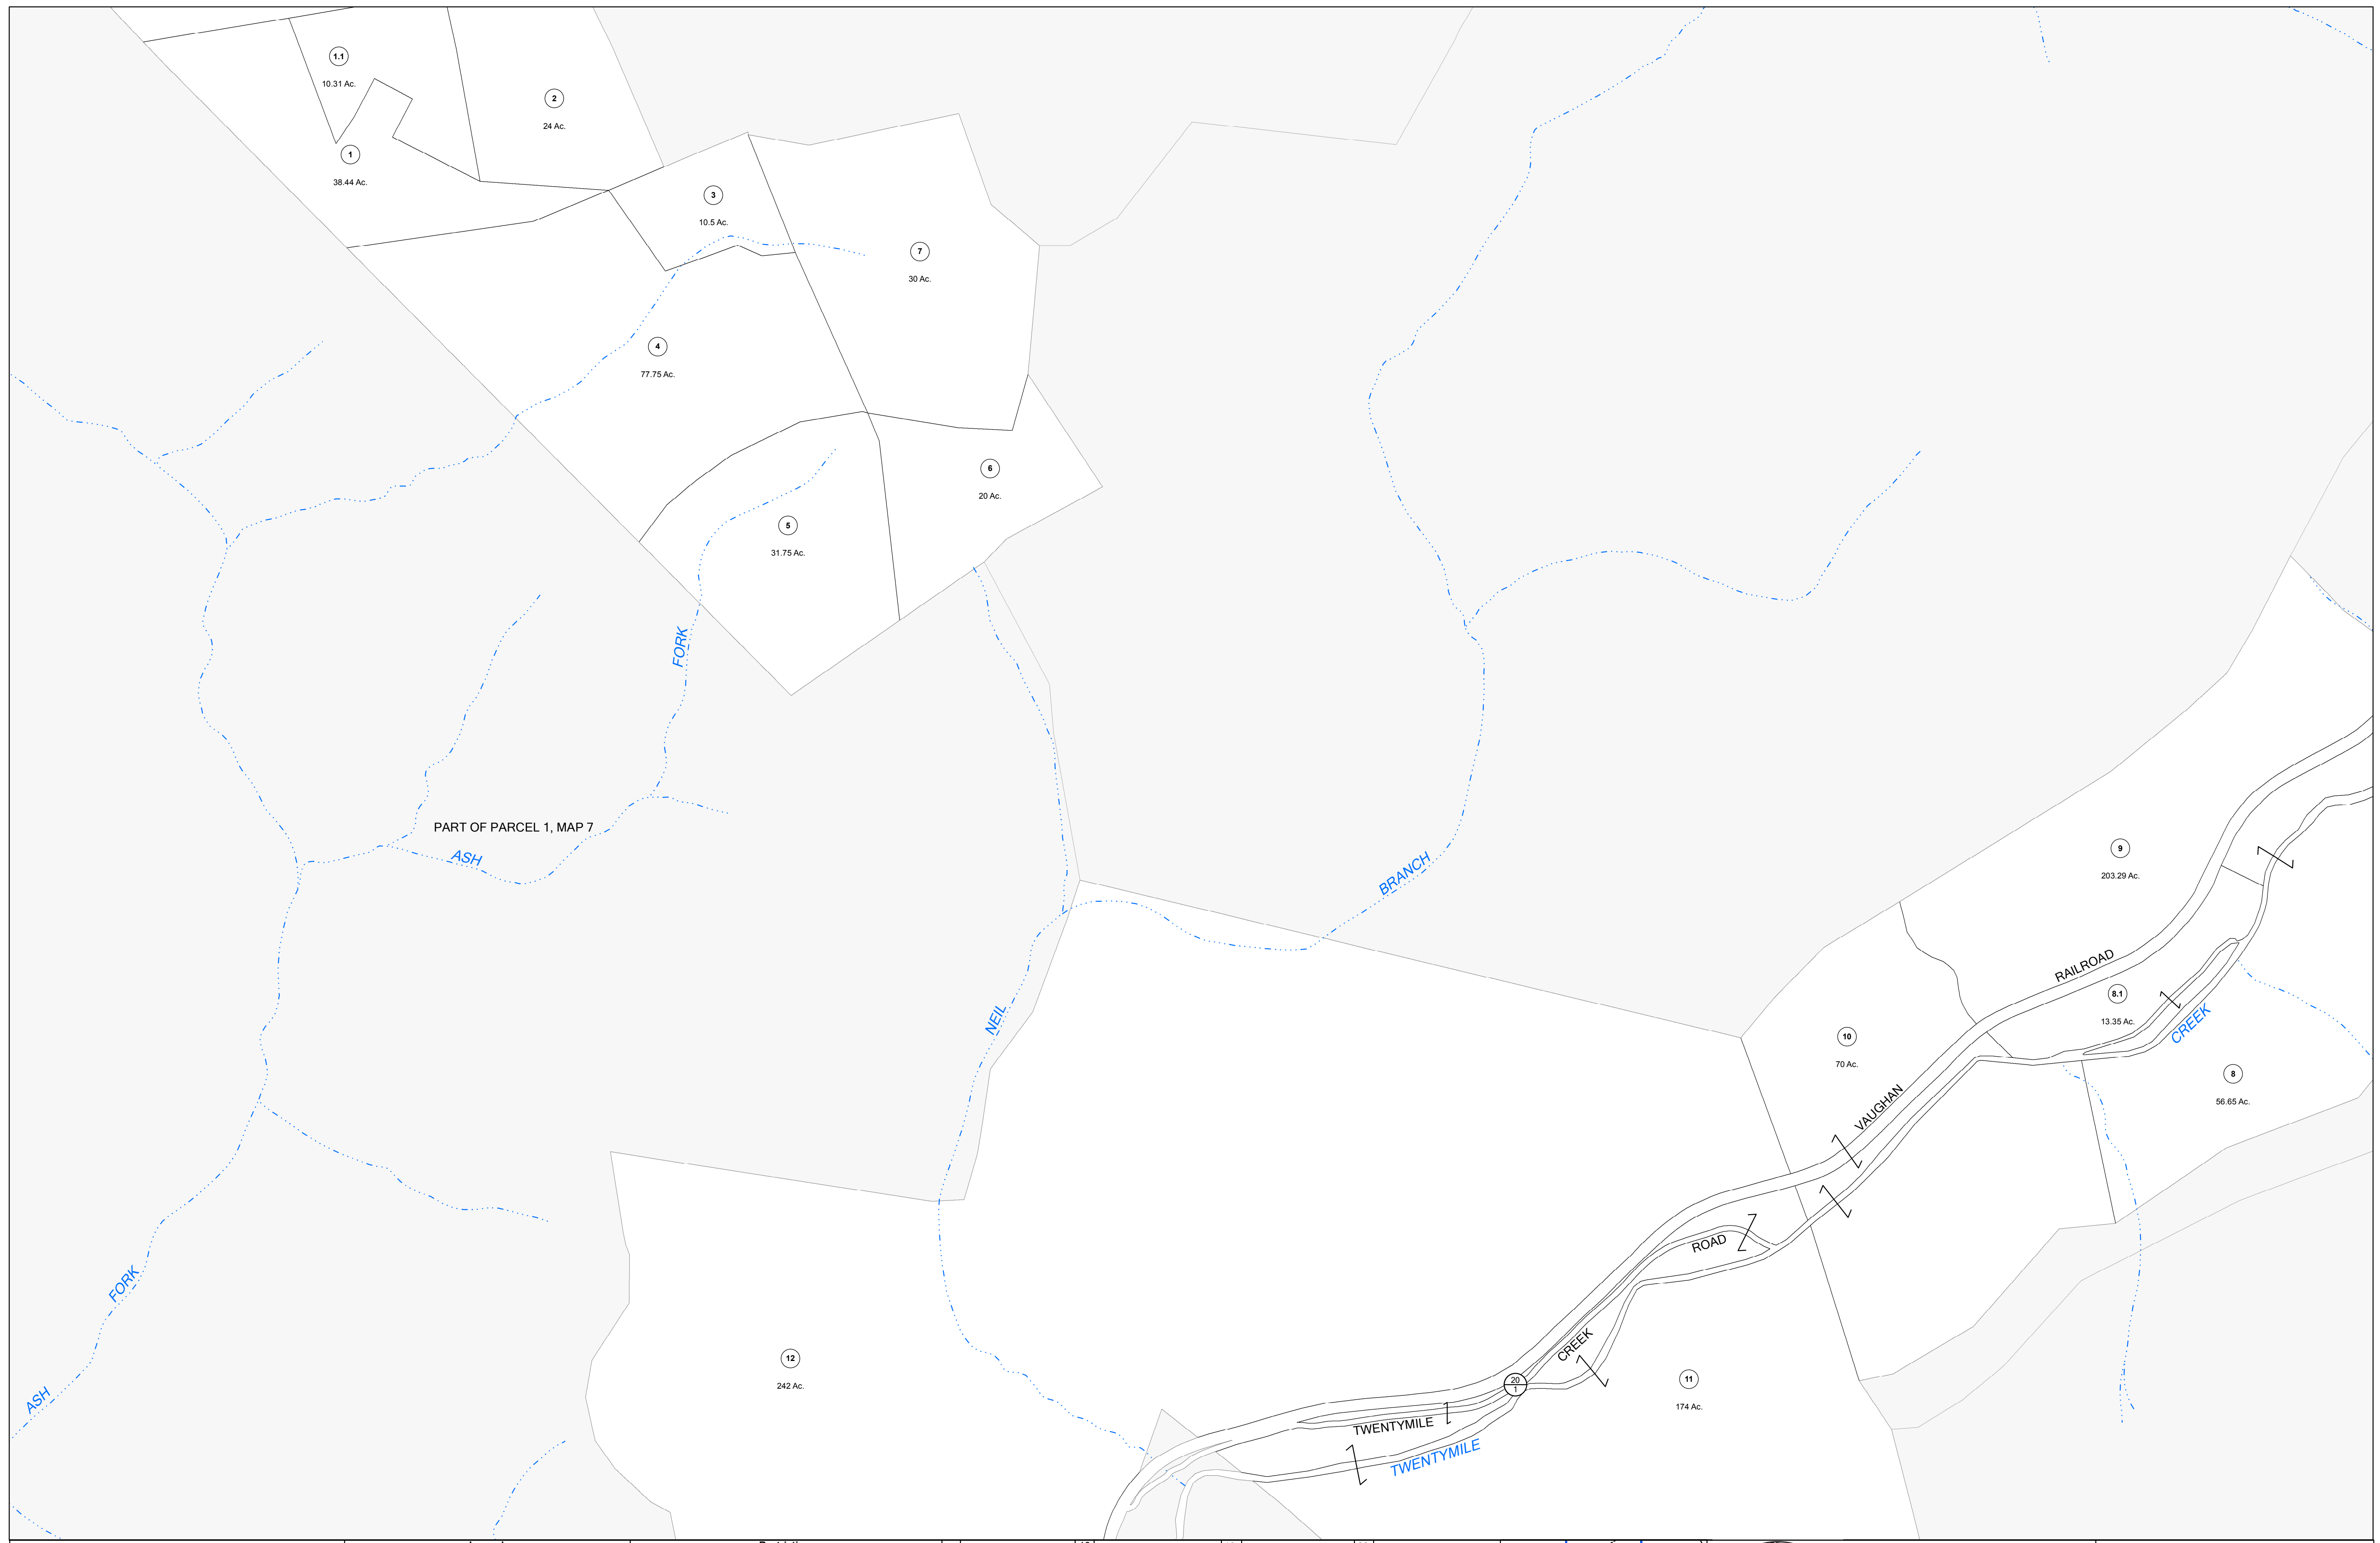 1.1
10.31 Ac.
2
24 Ac.
1
38.44 Ac.
3
10.5 Ac.
7
30 Ac.
4
77.75 Ac.
6
20 Ac.
5
31.75 Ac.
FORK
PART OF PARCEL 1, MAP 7
ASH
BRANCH
9
203.29 Ac.
RAILROAD
8.1
13.35 Ac.
CREEK
NEIL
10
70 Ac.
8
56.65 Ac.
VAUGHAN
ROAD
FORK
CREEK
12
242 Ac.
20
1
11
174 Ac.
ASH
TWENTYMILE
TWENTYMILE